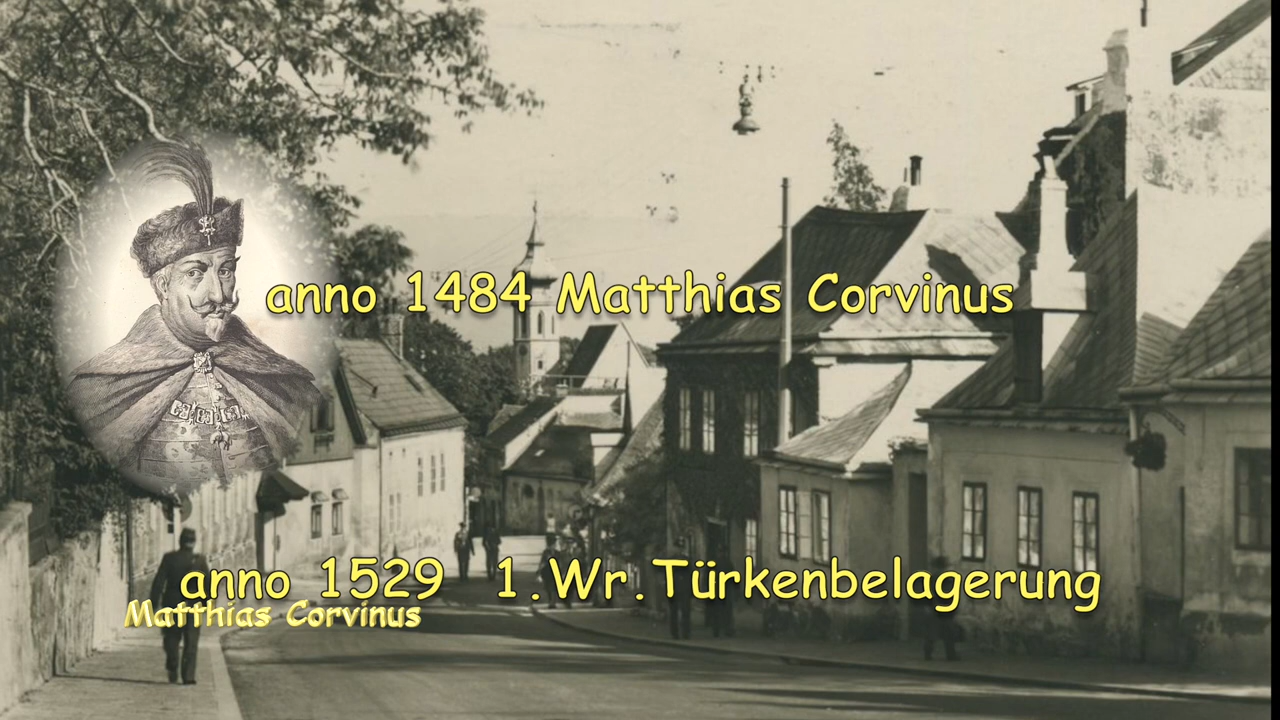 anno 1484 Matthias Corvinus
anno 1529 1.Wr.Türkenbelagerung
Matthias Corvinus